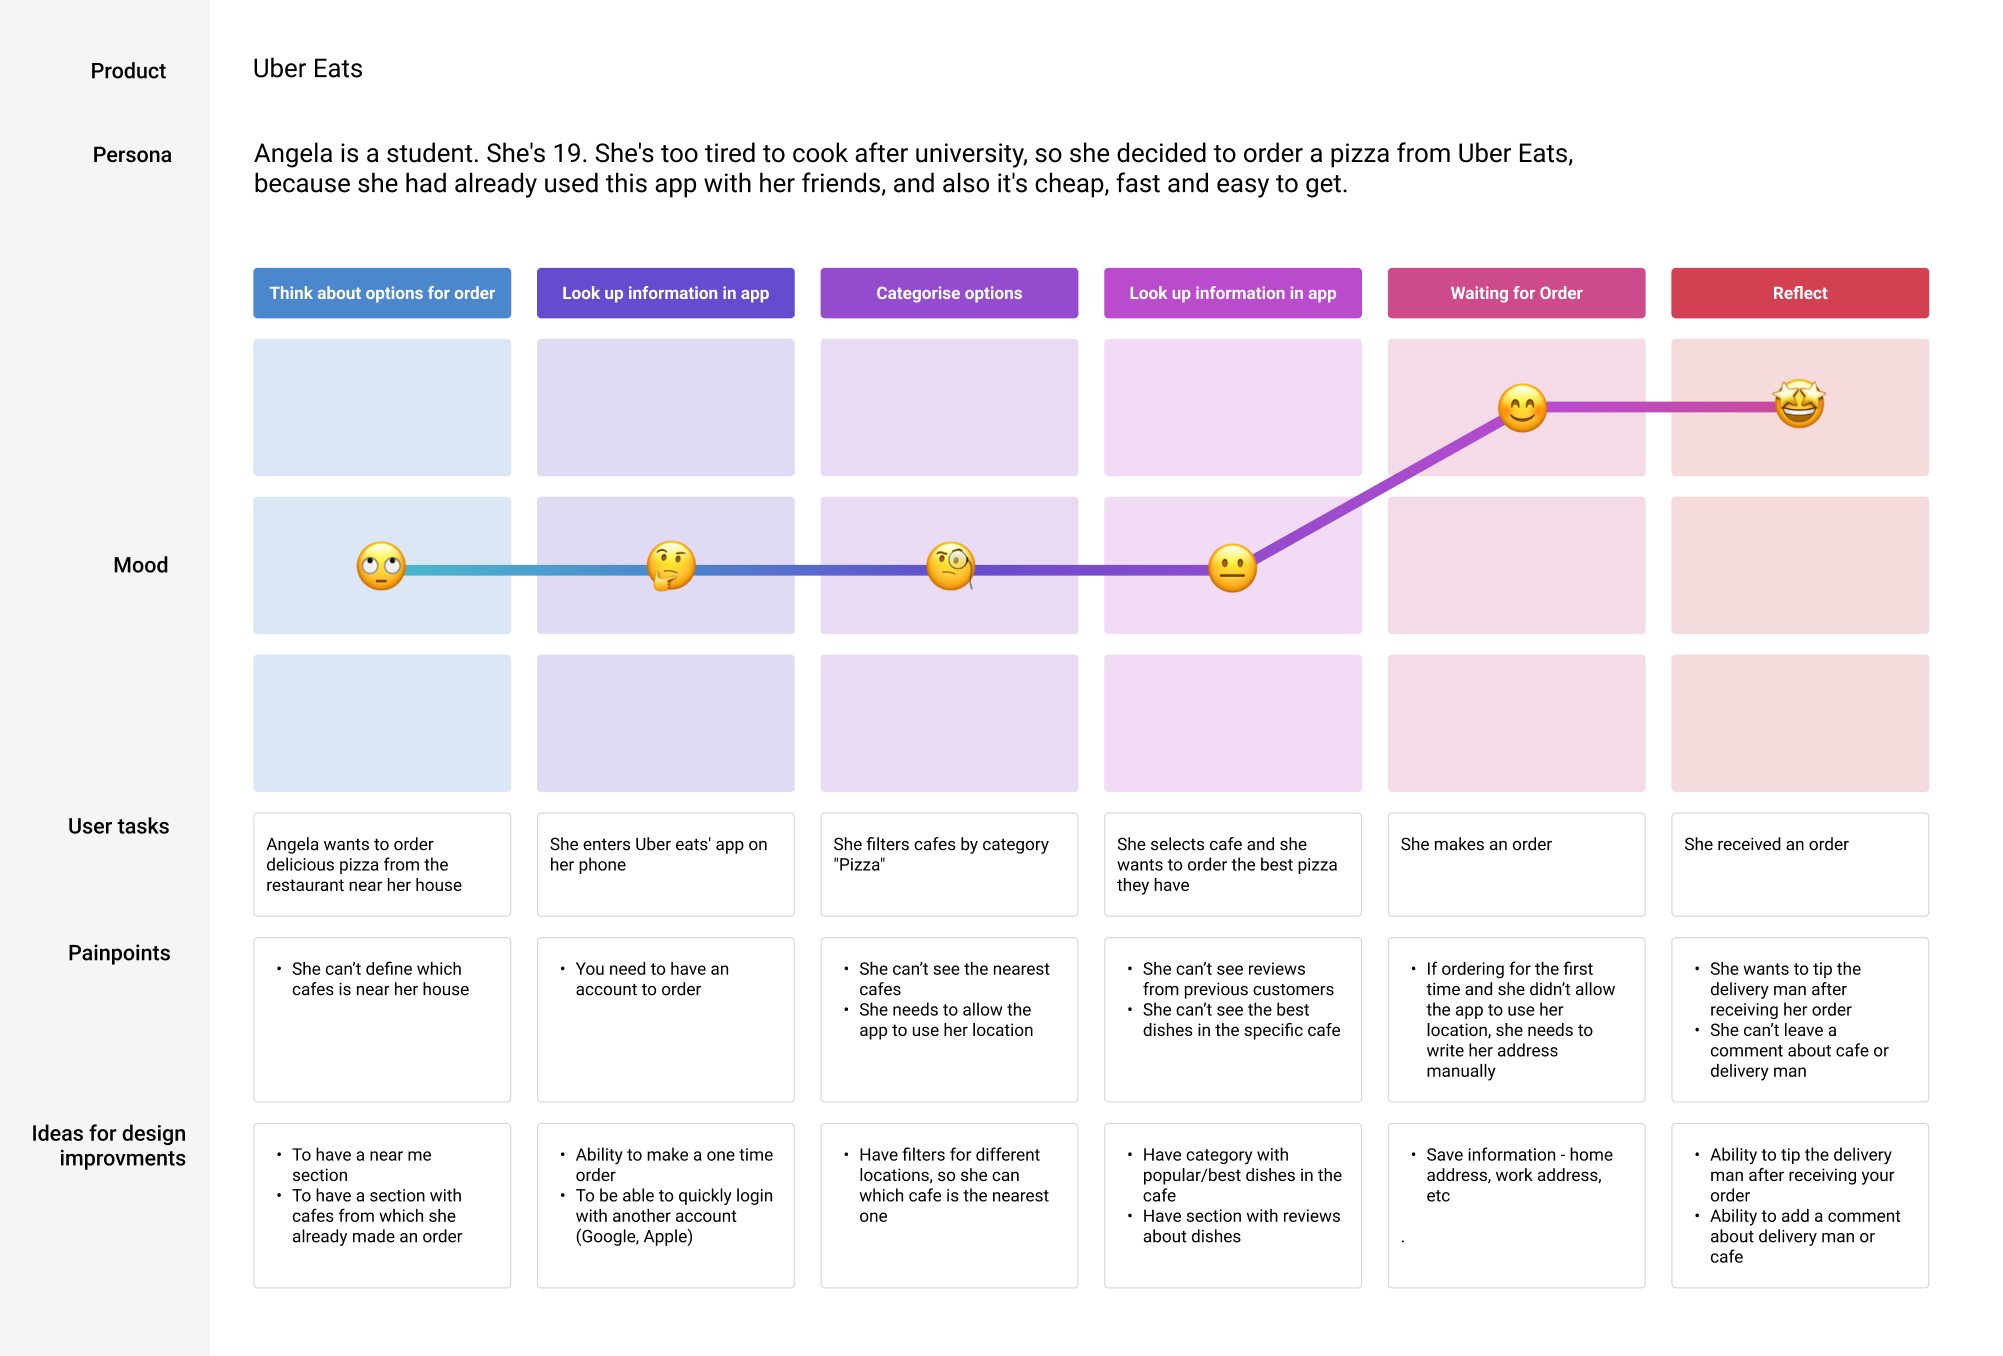 Product
Uber Eats
Persona
Angela is a student. She's 19. She's too tired to cook after university, so she decided to order a pizza from Uber Eats,
because she had already used this app with her friends, and also it's cheap, fast and easy to get.
Think about options for order
Look up information in app
Categorise options
Look up information in app
Waiting for Order
Reflect
Mood
User tasks
Angela wants to order
delicious pizza from the
restaurant near her house
She enters Uber eats' app on
her phone
She filters cafes by category
"Pizza"
She selects cafe and she
wants to order the best pizza
they have
She makes an order
She received an order
Painpoints
• She can’t define which
cafes is near her house
• You need to have an
account to order
• She can’t see the nearest
cafes
• She needs to allow the
app to use her location
• She can’t see reviews
from previous customers
• She can’t see the best
dishes in the specific cafe
• If ordering for the first
time and she didn’t allow
the app to use her
location, she needs to
write her address
manually
• She wants to tip the
delivery man after
receiving her order
• She can’t leave a
comment about cafe or
delivery man
Ideas for design
improvments
• To have a near me
section
• To have a section with
cafes from which she
already made an order
• Ability to make a one time
order
• To be able to quickly login
with another account
(Google, Apple)
• Have filters for different
locations, so she can
which cafe is the nearest
one
• Have category with
popular/best dishes in the
cafe
• Have section with reviews
about dishes
• Save information - home
address, work address,
etc
.
• Ability to tip the delivery
man after receiving your
order
• Ability to add a comment
about delivery man or
cafe